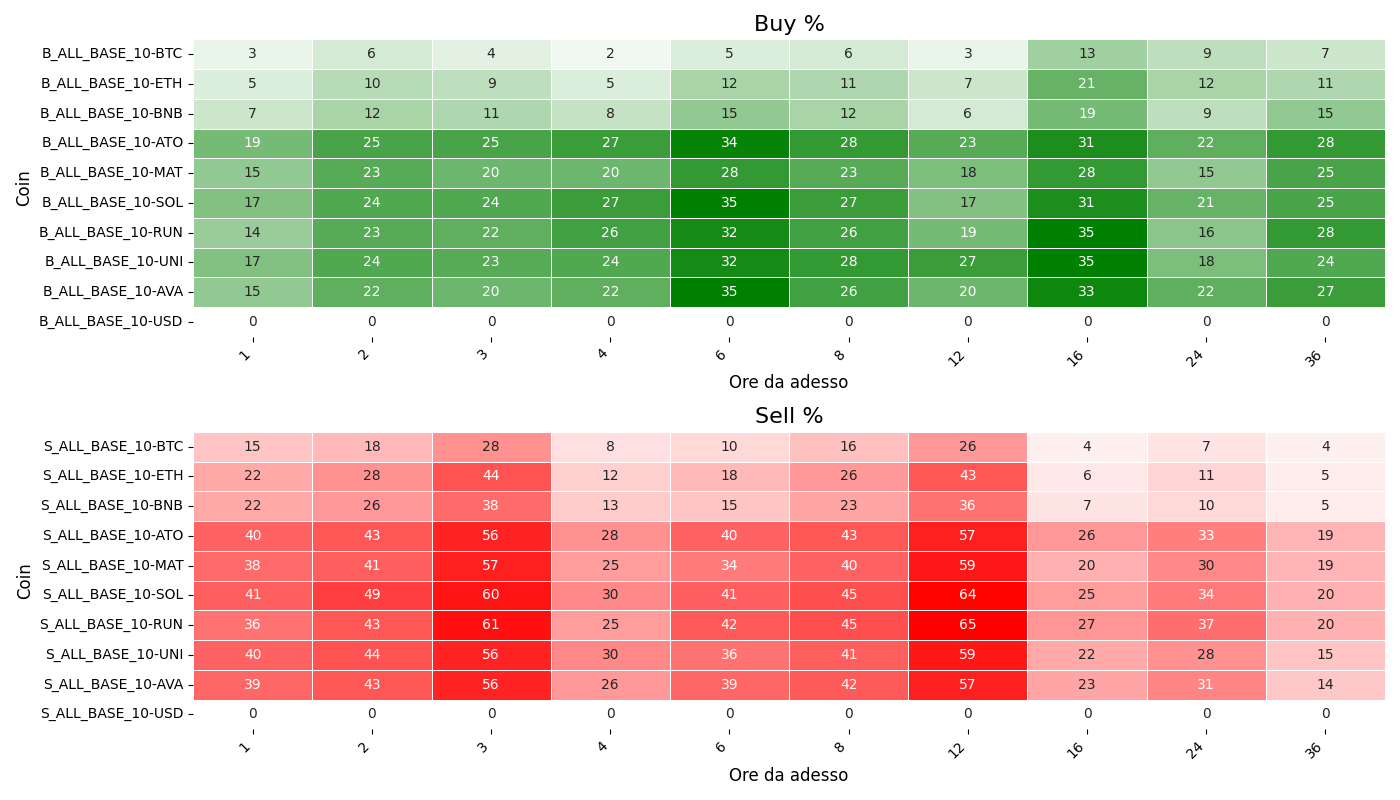 Buy %
Coin
B_ALL_BASE_10-BTC 3 6 4 2 5 6 3 13 9 7
B_ALL_BASE_10-ETH 5 10 9 5 12 11 7 21 12 11
B_ALL_BASE_10-BNB 7 12 11 8 15 12 6 19 9 15
B_ALL_BASE_10-ATO 19 25 25 27 34 28 23 31 22 28
B_ALL_BASE_10-MAT 15 23 20 20 28 23 18 28 15 25
B_ALL_BASE_10-SOL 17 24 24 27 35 27 17 31 21 25
B_ALL_BASE_10-RUN 14 23 22 26 32 26 19 35 16 28
B_ALL_BASE_10-UNI 17 24 23 24 32 28 27 35 18 24
B_ALL_BASE_10-AVA 15 22 20 22 35 26 20 33 22 27
B_ALL_BASE_10-USD 0 0 0 0 0 0 0 0 0 0
1 2 3 4 6 8 12 16 24 36
Ore da adesso
Sell %
Coin
S_ALL_BASE_10-BTC 15 18 28 8 10 16 26 4 7 4
S_ALL_BASE_10-ETH 22 28 44 12 18 26 43 6 11 5
S_ALL_BASE_10-BNB 22 26 38 13 15 23 36 7 10 5
S_ALL_BASE_10-ATO 40 43 56 28 40 43 57 26 33 19
S_ALL_BASE_10-MAT 38 41 57 25 34 40 59 20 30 19
S_ALL_BASE_10-SOL 41 49 60 30 41 45 64 25 34 20
S_ALL_BASE_10-RUN 36 43 61 25 42 45 65 27 37 20
S_ALL_BASE_10-UNI 40 44 56 30 36 41 59 22 28 15
S_ALL_BASE_10-AVA 39 43 56 26 39 42 57 23 31 14
S_ALL_BASE_10-USD 0 0 0 0 0 0 0 0 0 0
1 2 3 4 6 8 12 16 24 36
Ore da adesso